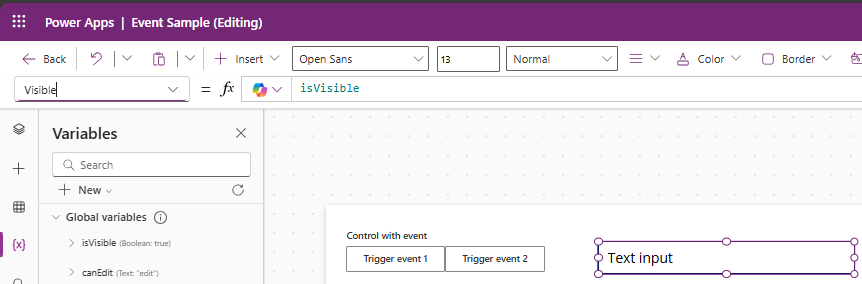 Power Apps | Event Sample (Editing)
Back Insert Open Sans 13 Normal Color Border
Visible = fx isVisible
Variables
Search
New
Global variables
isVisible (Boolean: true)
canEdit (Text: "edit")
{x}
Control with event
Trigger event 1 Trigger event 2
Text input